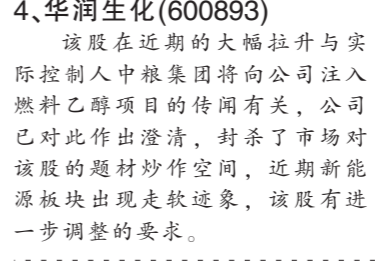 4、华润生化(600893)
该股在近期的大幅拉升与实
际控制人中粮集团将向公司注入
燃料乙醇项目的传闻有关，公司
已对此作出澄清，封杀了市场对
该股的题材炒作空间，近期新能
源板块出现走软迹象，该股有进
一步调整的要求。